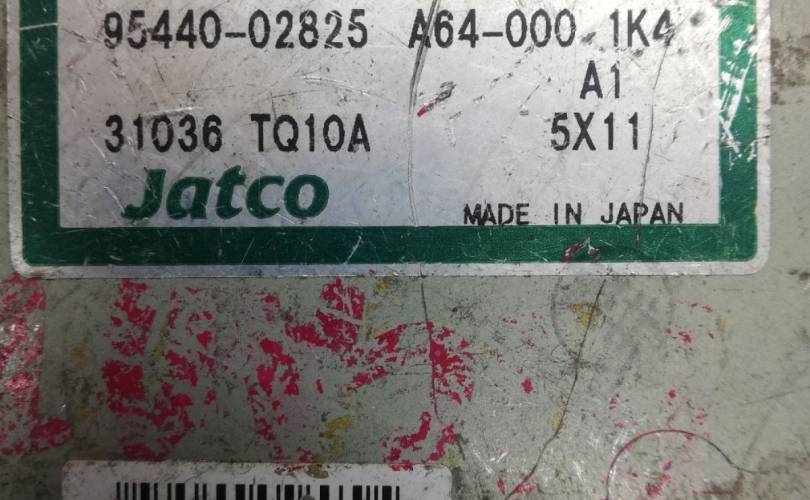 95440-02825 A64-000 1K4
A1
31036 TQ10A 5X11
Jatco
MADE IN JAPAN